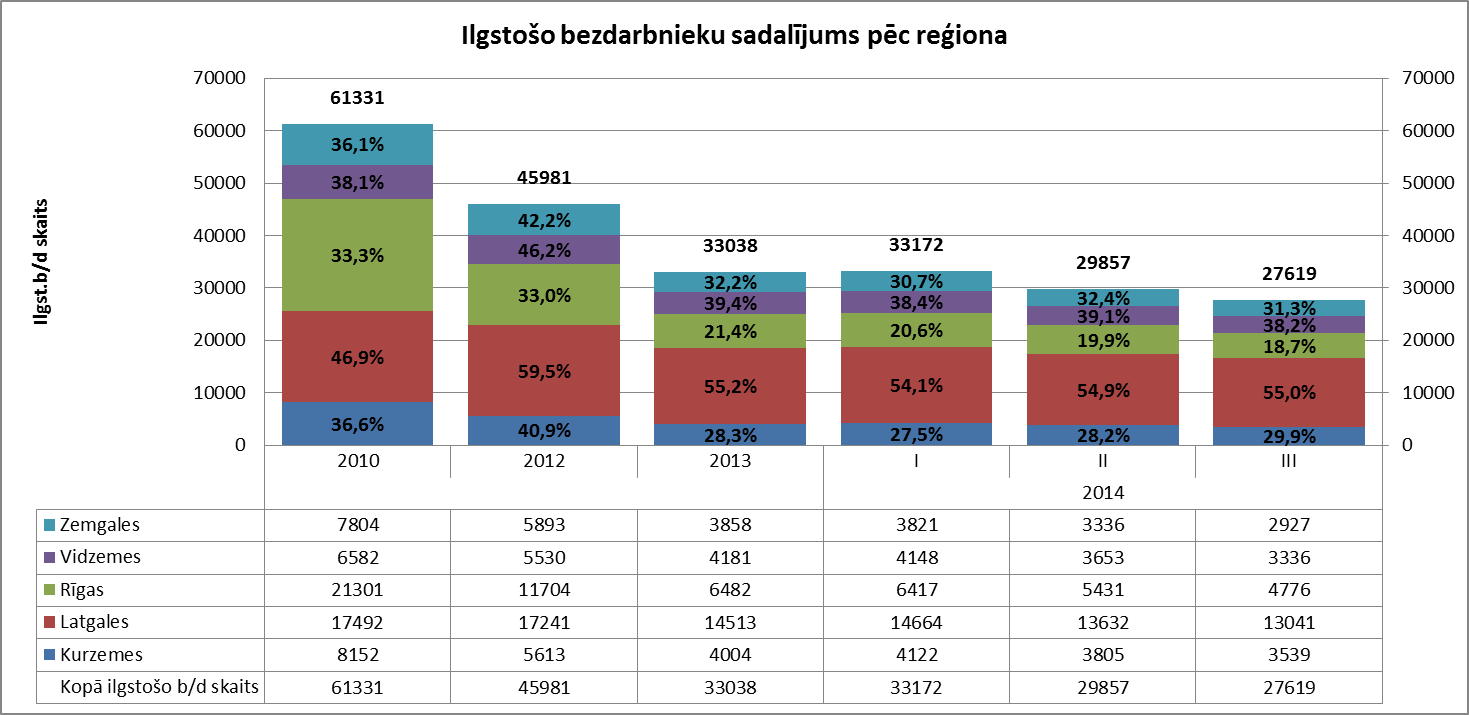 Ilgstošo bezdarbnieku sadalījums pēc reģiona
Ilgst.b/d skaits
70000 70000
60000 60000
50000 50000
40000 40000
30000 30000
20000 20000
10000 10000
0 0
61331 45981 33038 33172 29857 27619
36,1% 42,2% 32,2% 30,7% 32,4% 31,3%
38,1% 46,2% 39,4% 38,4% 39,1% 38,2%
33,3% 33,0% 21,4% 20,6% 19,9% 18,7%
46,9% 59,5% 55,2% 54,1% 54,9% 55,0%
36,6% 40,9% 28,3% 27,5% 28,2% 29,9%
2010 2012 2013 I II III
2014
Zemgales 7804 5893 3858 3821 3336 2927
Vidzemes 6582 5530 4181 4148 3653 3336
Rīgas 21301 11704 6482 6417 5431 4776
Latgales 17492 17241 14513 14664 13632 13041
Kurzemes 8152 5613 4004 4122 3805 3539
Kopā ilgstošo b/d skaits 61331 45981 33038 33172 29857 27619